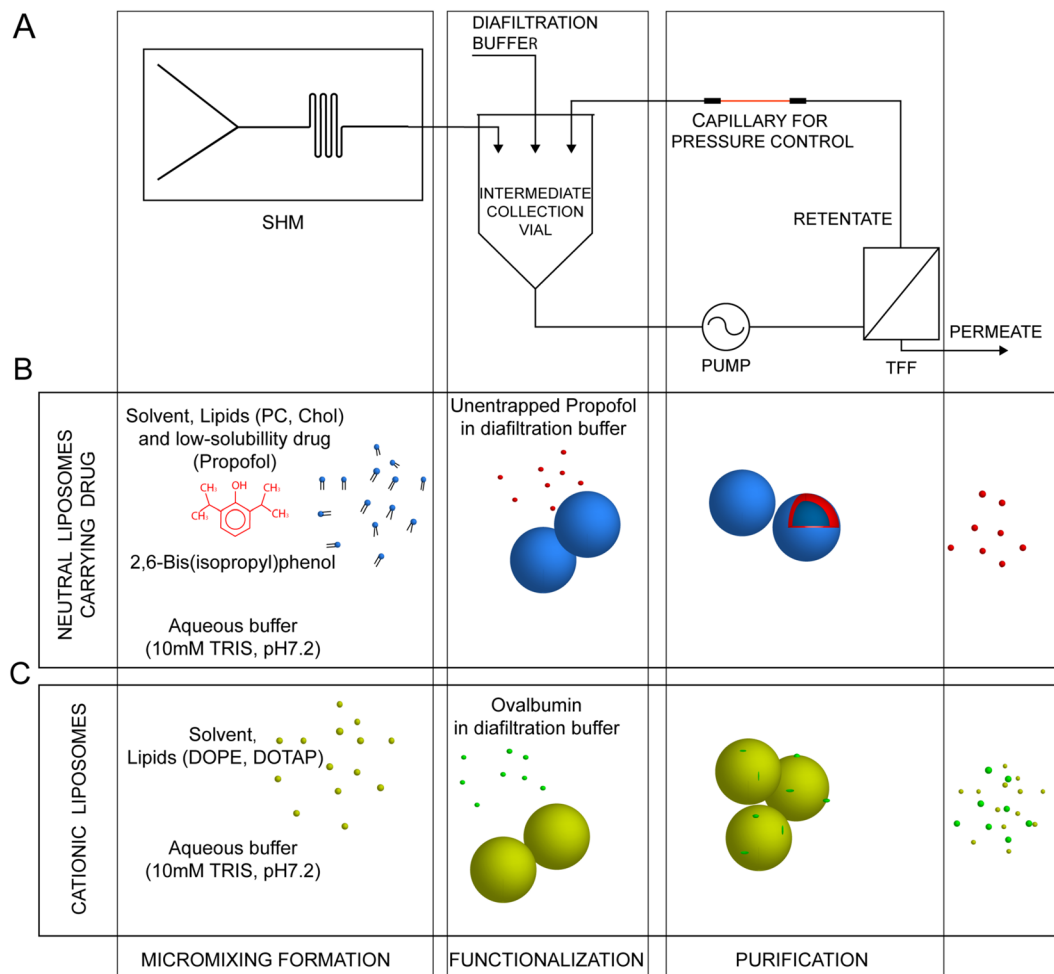 A
DIAFILTRATION
BUFFER
SHM
INTERMEDIATE
COLLECTION
VIAL
CAPILLARY FOR
PRESSURE CONTROL
RETENTATE
PUMP
TFF
PERMEATE
B
NEUTRAL LIPOSOMES
CARRYING DRUG
Solvent, Lipids (PC, Chol)
and low-solubility drug
(Propofol)
CH₃
OH
CH₃
CH₃
CH₃
2,6-Bis(isopropyl)phenol
Aqueous buffer
(10mM TRIS, pH7.2)
Unentrapped Propofol
in diafiltration buffer
C
CATIONIC LIPOSOMES
Solvent,
Lipids (DOPE, DOTAP)
Aqueous buffer
(10mM TRIS, pH7.2)
Ovalbumin
in diafiltration buffer
MICROMIXING FORMATION
FUNCTIONALIZATION
PURIFICATION